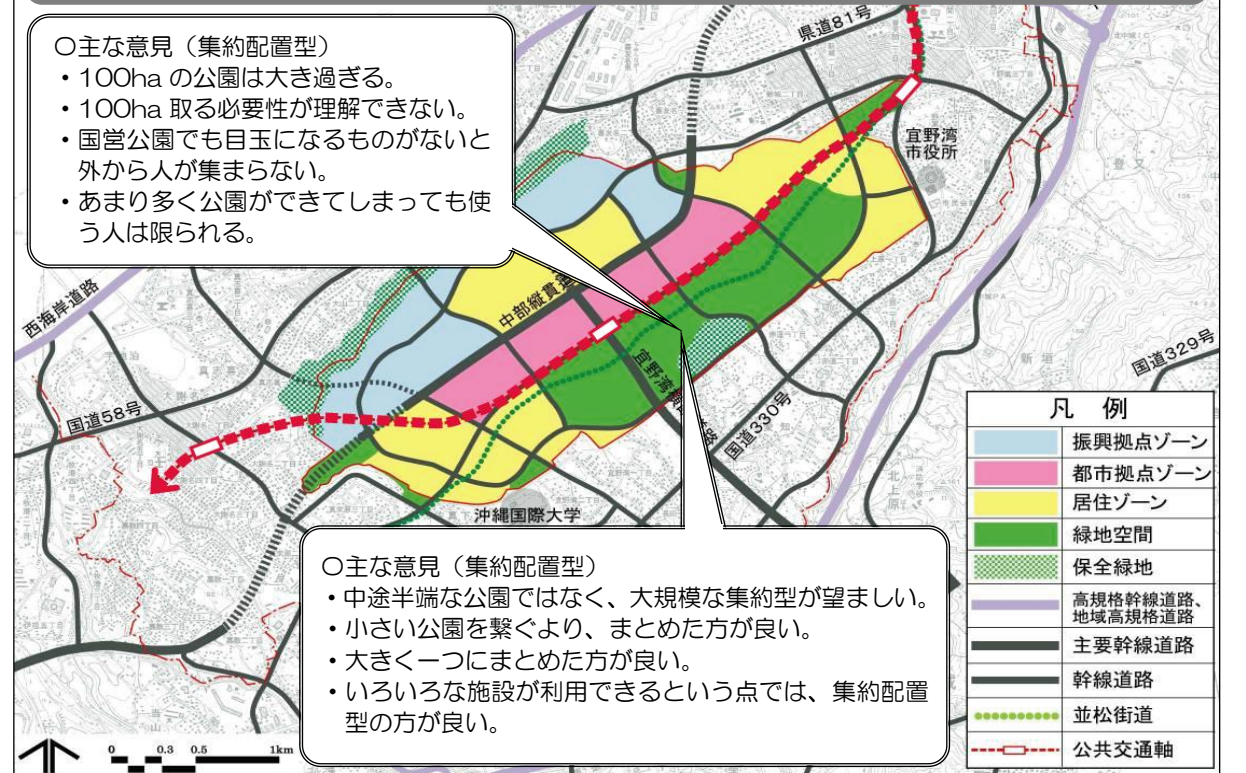 〇主な意見（集約配置型）
・100ha の公園は大き過ぎる。
・100ha 取る必要性が理解できない。
・国営公園でも目玉になるものがないと
外から人が集まらない。
・あまり多く公園ができてしまっても使
う人は限られる。
県道81号
宜野湾
市役所
西海岸道路
中部縦貫道
国道58号
国道330号
国道329号
新垣
北上原
沖縄国際大学
〇主な意見（集約配置型）
・中途半端な公園ではなく、大規模な集約型が望ましい。
・小さい公園を繋ぐより、まとめた方が良い。
・大きく一つにまとめた方が良い。
・いろいろな施設が利用できるという点では、集約配置
型の方が良い。
凡 例
振興拠点ゾーン
都市拠点ゾーン
居住ゾーン
緑地空間
保全緑地
高規格幹線道路、
地域高規格道路
主要幹線道路
幹線道路
並松街道
公共交通軸
0 0.3 0.5 1km